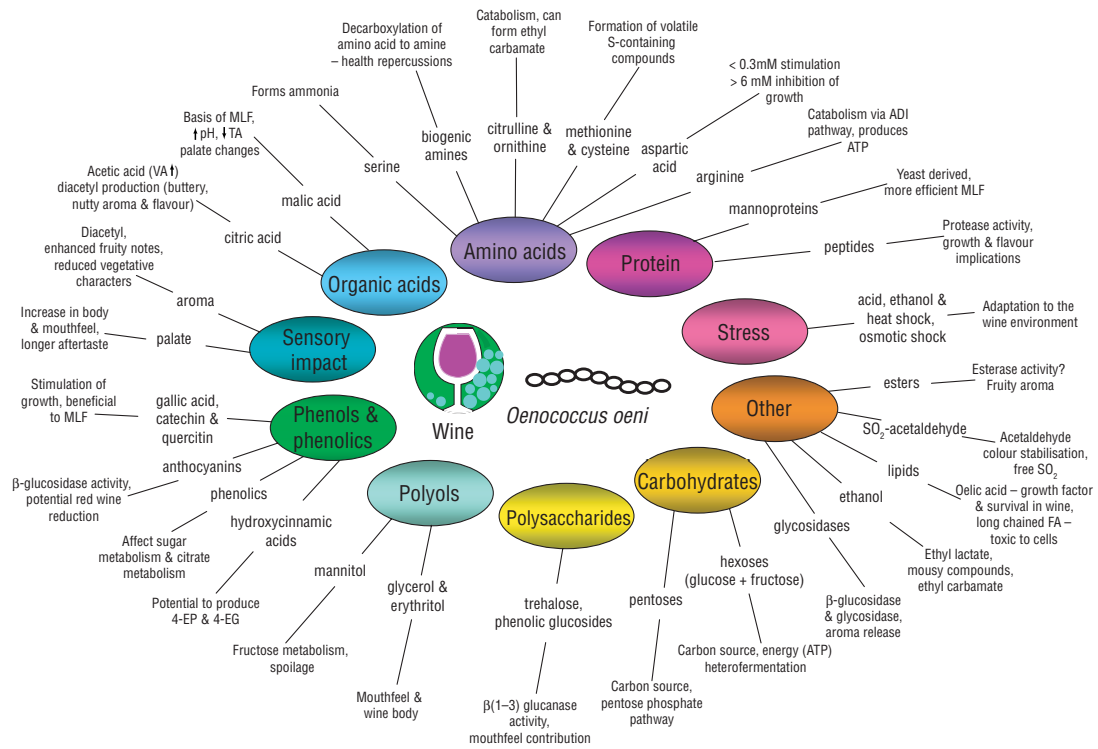 Decarboxylation of
amino acid to amine
– health repercussions
Catabolism, can
form ethyl
carbamate
Formation of volatile
S-containing
compounds
< 0.3mM stimulation
> 6 mM inhibition of
growth
Forms ammonia
Catabolism via ADI
pathway, produces
ATP
Basis of MLF,
⬆pH, ⬇TA
palate changes
serine
biogenic
amines
citrulline &
ornithine
methionine
& cysteine
aspartic
acid
arginine
Acetic acid (VA⬆)
diacetyl production (buttery,
nutty aroma & flavour)
malic acid
mannoproteins
Yeast derived,
more efficient MLF
citric acid
Amino acids
Protein
peptides
Protease activity,
growth & flavour
implications
Diacetyl,
enhanced fruity notes,
reduced vegetative
characters
Organic acids
aroma
Stress
acid, ethanol &
heat shock,
osmotic shock
Adaptation to the
wine environment
Increase in body
& mouthfeel,
longer aftertaste
palate
Sensory
impact
Stimulation of
growth, beneficial
to MLF
gallic acid,
catechin &
quercitin
Phenols &
phenolics
Wine
Oenococcus oeni
Other
esters
Esterase activity?
Fruity aroma
SO2-acetaldehyde
Acetaldehyde
colour stabilisation,
free SO2
anthocyanins
β-glucosidase activity,
potential red wine
reduction
phenolics
Polyols
Polysaccharides
Carbohydrates
lipids
Oelic acid – growth factor
& survival in wine,
long chained FA –
toxic to cells
ethanol
Affect sugar
metabolism & citrate
metabolism
hydroxycinnamic
acids
glycosidases
Ethyl lactate,
mousy compounds,
ethyl carbamate
Potential to produce
4-EP & 4-EG
mannitol
glycerol &
erythritol
trehalose,
phenolic glucosides
pentoses
hexoses
(glucose + fructose)
β-glucosidase
& glycosidase,
aroma release
Fructose metabolism,
spoilage
Mouthfeel &
wine body
β(1–3) glucanase
activity,
mouthfeel contribution
Carbon source,
pentose phosphate
pathway
Carbon source, energy (ATP)
heterofermentation